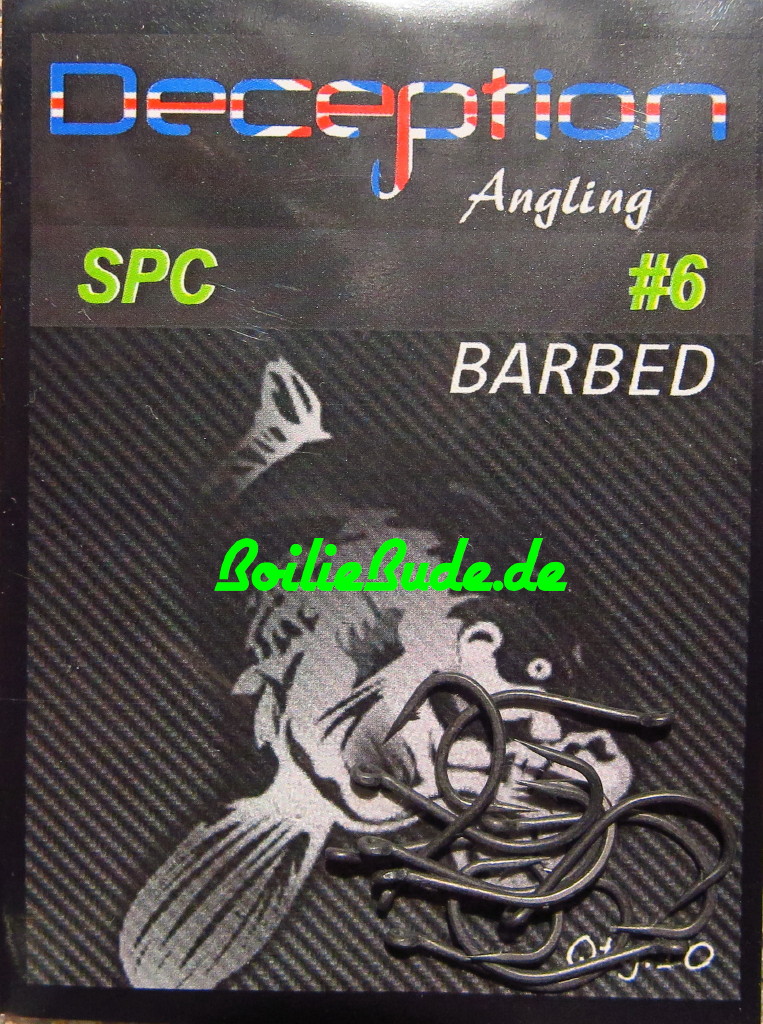 Deception
Angling
SPC #6
BARBED
BoilieBude.de